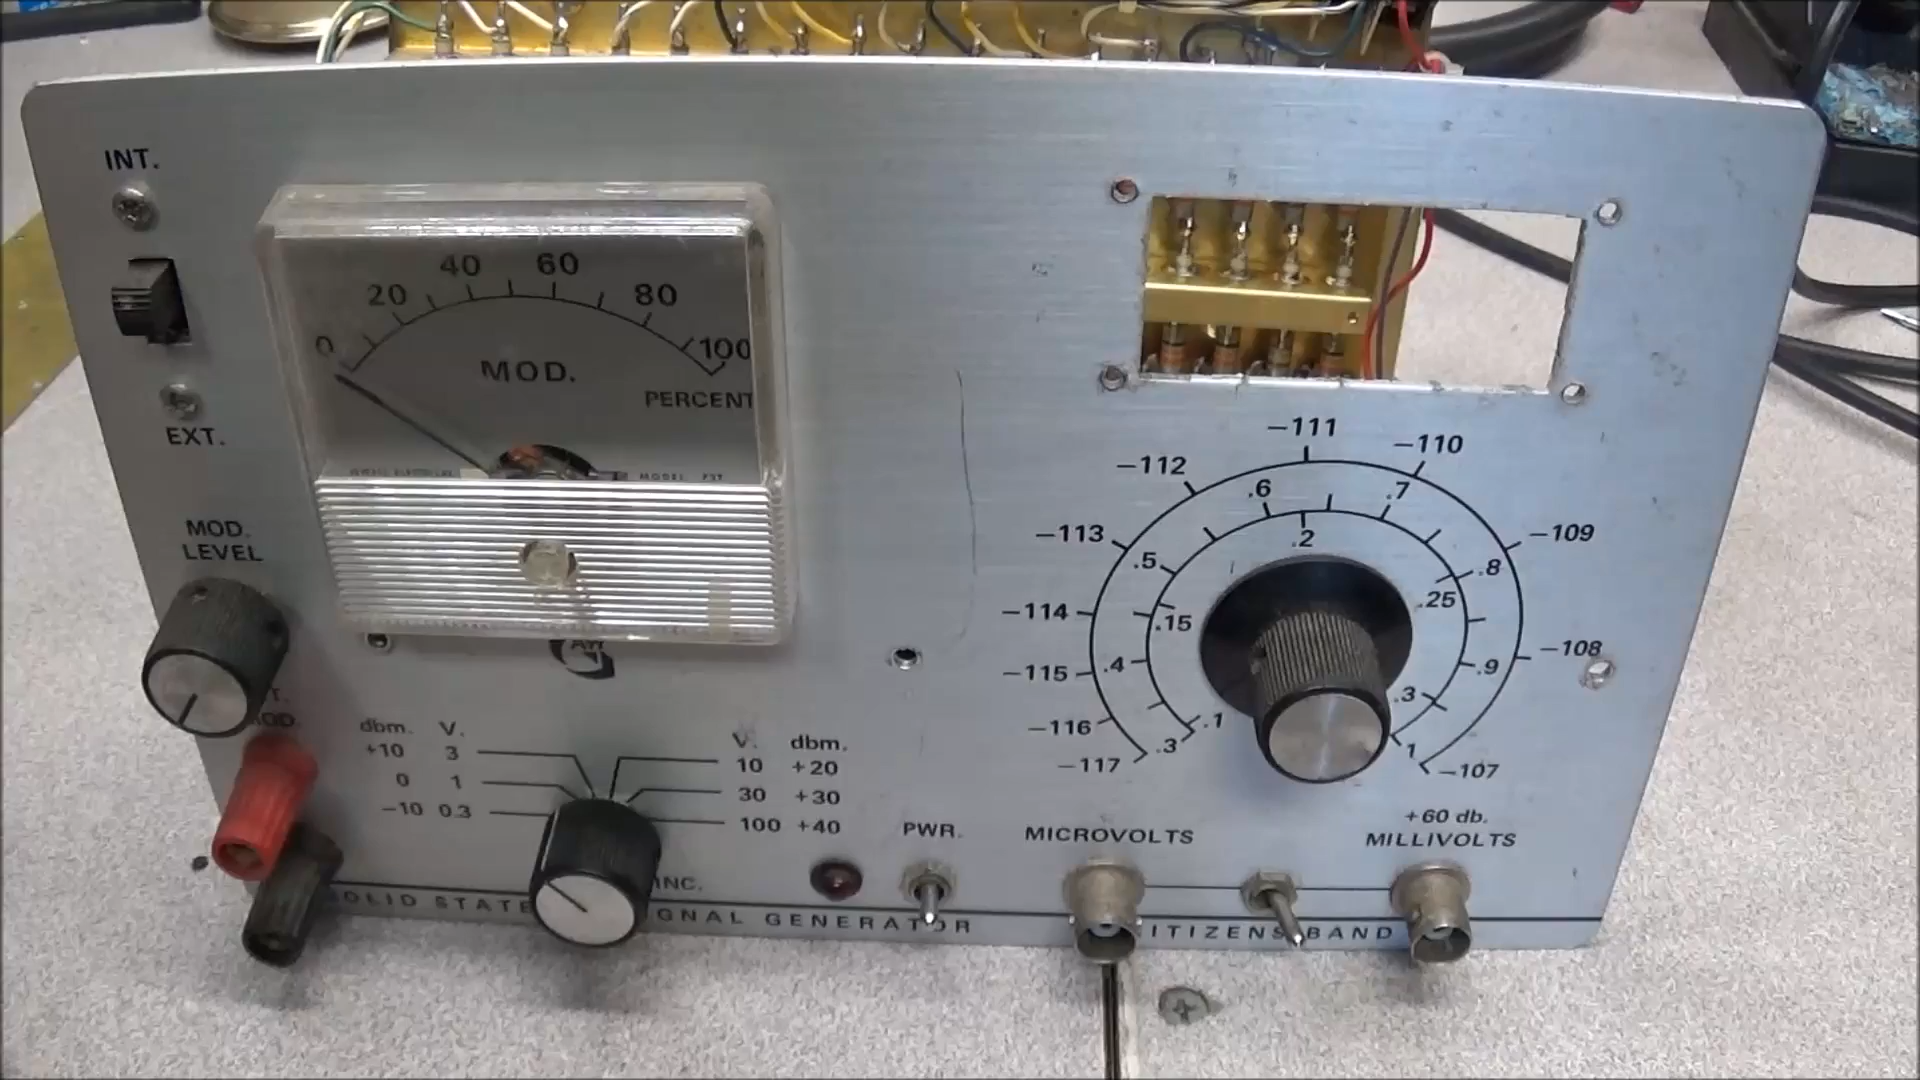 INT.
EXT.
MOD.
LEVEL
0 20 40 60 80 100
MOD.
PERCENT
MODEL
dbm. V.
+10 3
0 1
−10 0.3
V. dbm.
10 +20
30 +30
100 +40
INC.
PWR.
−117 −116 −115 −114 −113 −112 −111 −110 −109 −108 −107
.3 .4 .5 .6 .7 .8 .9 1
.1 .15 .2 .25 .3
MICROVOLTS
+60 db.
MILLIVOLTS
OLID STATE GNAL GENERATOR ITIZENS BAND